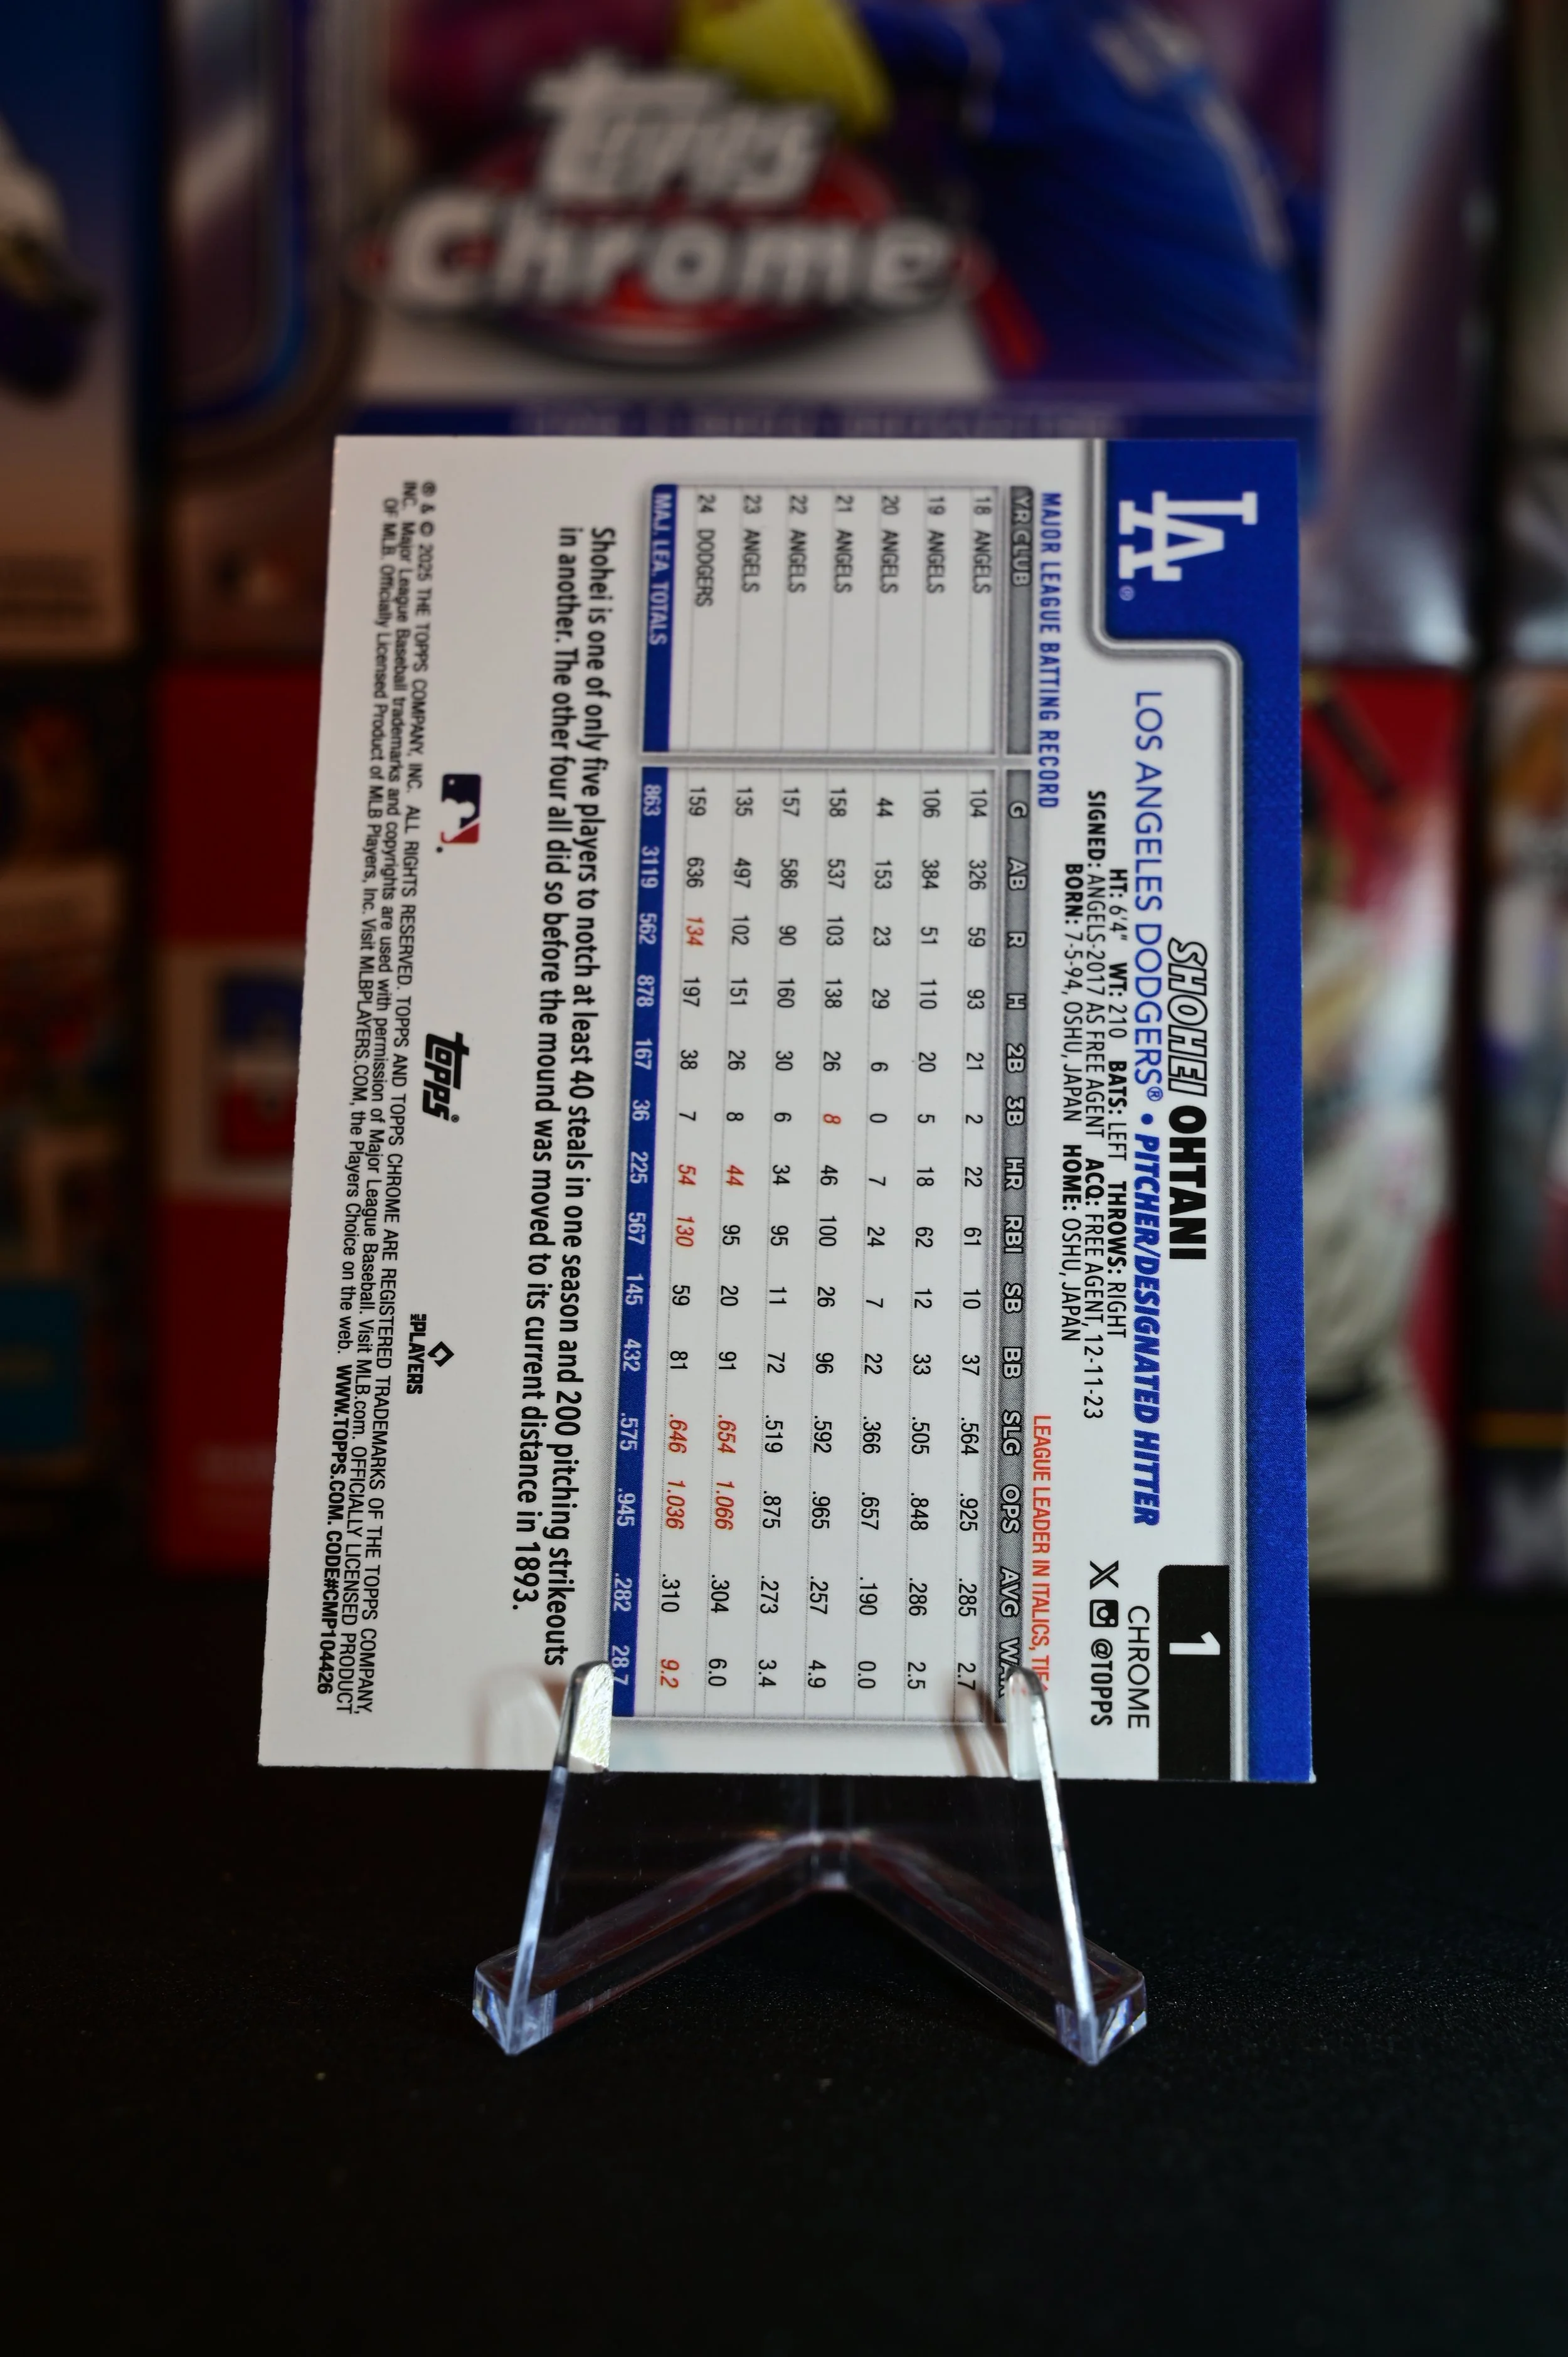 Topps
Chrome
LA®
1
SHOHEI OHTANI
CHROME
LOS ANGELES DODGERS® • PITCHER/DESIGNATED HITTER
HT: 6'4" WT: 210 BATS: LEFT THROWS: RIGHT
@TOPPS
SIGNED: ANGELS-2017 AS FREE AGENT ACQ: FREE AGENT, 12-11-23
BORN: 7-5-94, OSHU, JAPAN HOME: OSHU, JAPAN
MAJOR LEAGUE BATTING RECORD LEAGUE LEADER IN ITALICS,
YR CLUB G AB R H 2B 3B HR RBI SB BB SLG OPS AVG WAR
18 ANGELS 104 326 59 93 21 2 22 61 10 37 .564 .925 .285 2.7
19 ANGELS 106 384 51 110 20 5 18 62 12 33 .505 .848 .286 2.5
20 ANGELS 44 153 23 29 6 0 7 24 7 22 .366 .657 .190 0.0
21 ANGELS 158 537 103 138 26 8 46 100 26 96 .592 .965 .257 4.9
22 ANGELS 157 586 90 160 30 6 34 95 11 72 .519 .875 .273 3.4
23 ANGELS 135 497 102 151 26 8 44 95 20 91 .654 1.066 .304 6.0
24 DODGERS 159 636 134 197 38 7 54 130 59 81 .646 1.036 .310 9.2
MAJ. LEA. TOTALS 863 3119 562 878 167 36 225 567 145 432 .575 .945 .282 28.7
Shohei is one of only five players to notch at least 40 steals in one season and 200 pitching strikeouts
in another. The other four all did so before the mound was moved to its current distance in 1893.
topps®
PLAYERS
® & © 2025 THE TOPPS COMPANY, INC. ALL RIGHTS RESERVED. TOPPS AND TOPPS CHROME ARE REGISTERED TRADEMARKS OF THE TOPPS COMPANY,
INC. Major League Baseball trademarks and copyrights are used with permission of Major League Baseball. Visit MLB.com. OFFICIALLY LICENSED PRODUCT
OF MLB. Officially Licensed Product of MLB Players, Inc. Visit MLBPLAYERS.COM, the Players Choice on the web. WWW.TOPPS.COM. CODE#CMP104426